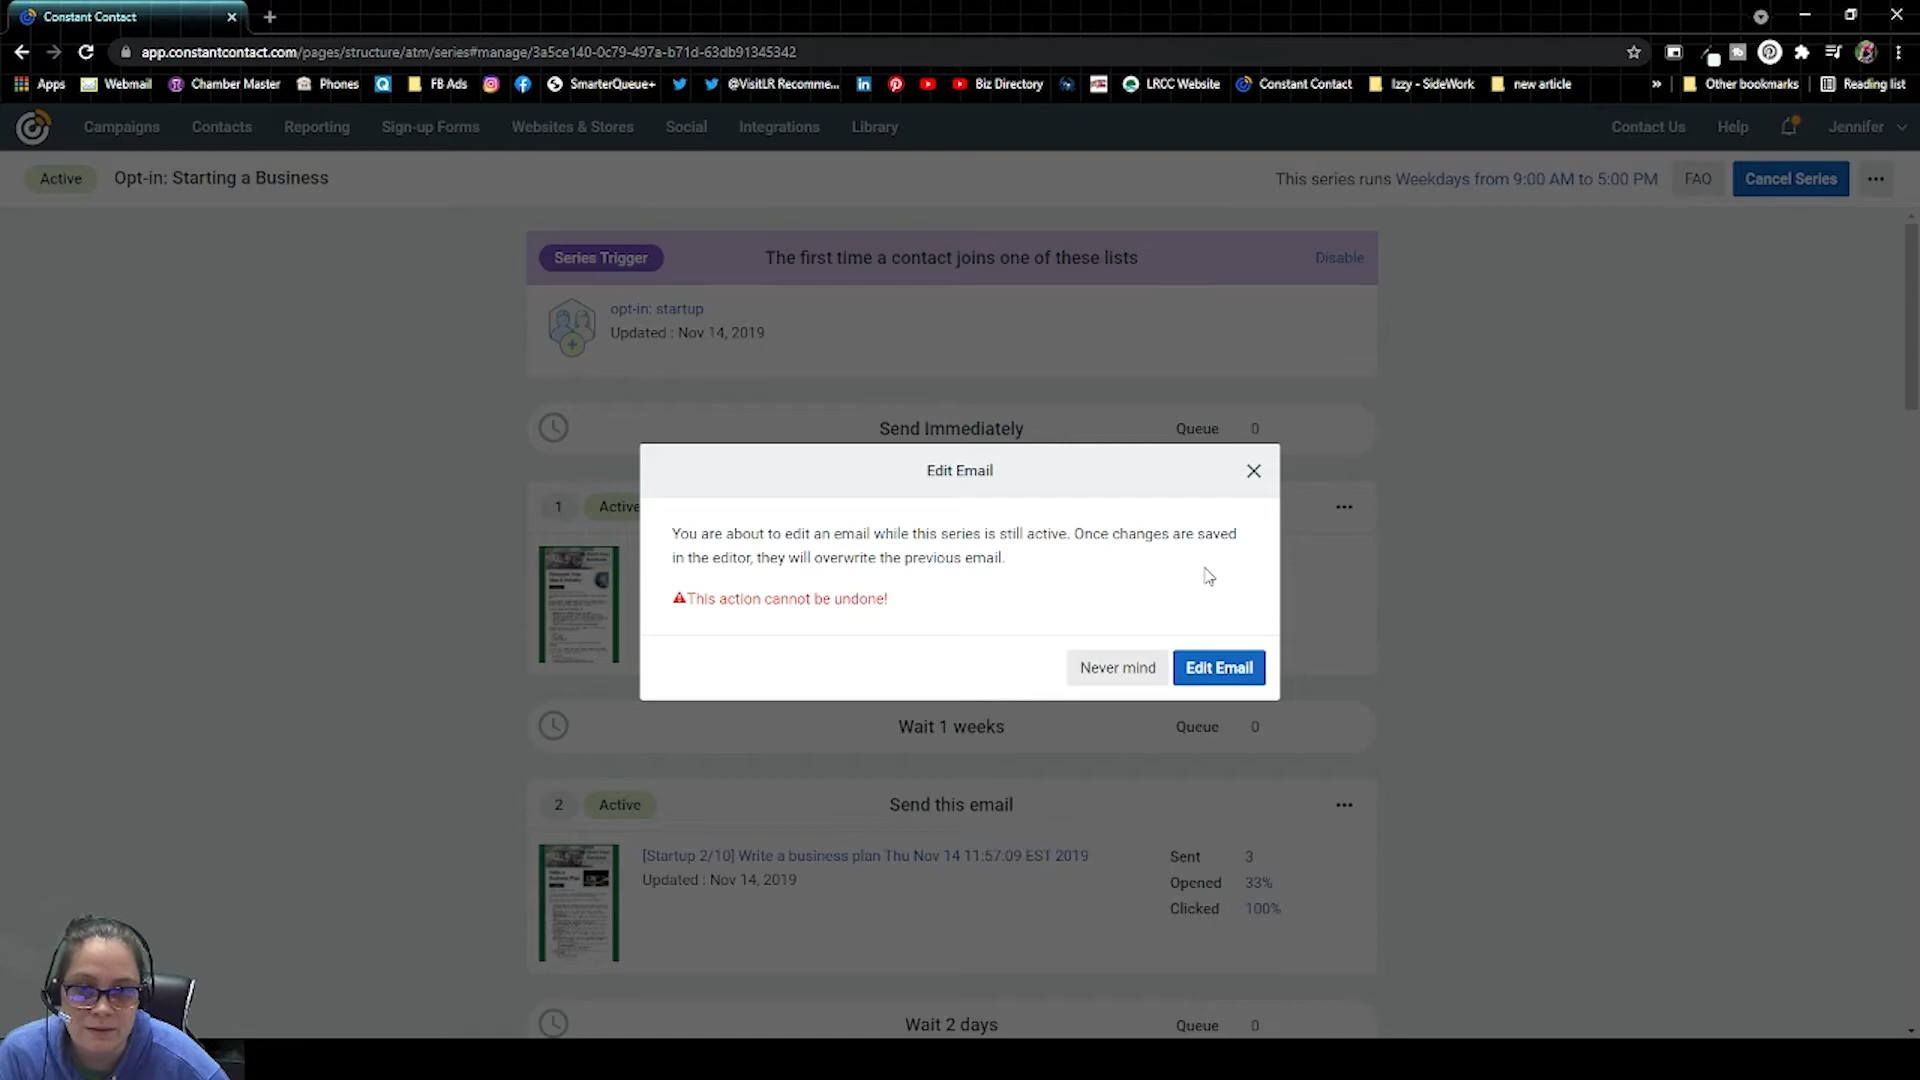 Constant Contact
app.constantcontact.com/pages/structure/atm/series#manage/3a5ce140-0c79-497a-b71d-63db91345342
Apps Webmail Chamber Master Phones FB Ads SmarterQueue+ @VisitLR Recomme... Biz Directory LRCC Website Constant Contact Izzy - SideWork new article » Other bookmarks Reading list
Campaigns Contacts Reporting Sign-up Forms Websites & Stores Social Integrations Library Contact Us Help Jennifer
Active Opt-in: Starting a Business This series runs Weekdays from 9:00 AM to 5:00 PM FAQ Cancel Series
Series Trigger The first time a contact joins one of these lists Disable
opt-in: startup
Updated : Nov 14, 2019
Send Immediately Queue 0
Edit Email
1 Active
You are about to edit an email while this series is still active. Once changes are saved
in the editor, they will overwrite the previous email.
This action cannot be undone!
Never mind Edit Email
Wait 1 weeks Queue 0
2 Active Send this email
[Startup 2/10] Write a business plan Thu Nov 14 11:57:09 EST 2019 Sent 3
Updated : Nov 14, 2019 Opened 33%
Clicked 100%
Wait 2 days Queue 0